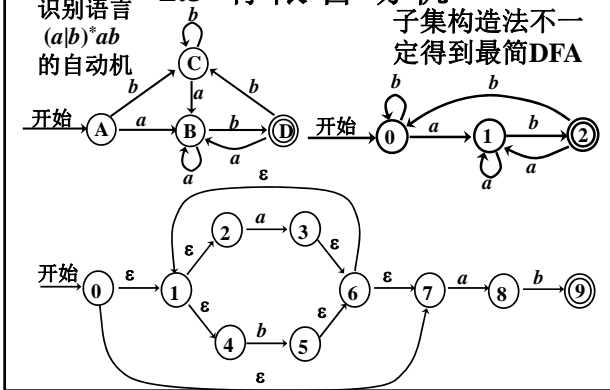 识别语言
(a|b)*ab
的自动机
子集构造法不一
定得到最简DFA
b
C
b
a
b
开始
A
a
B
b
D
a
a
b
b
开始
0
a
1
b
2
a
a
ε
2
a
3
ε
ε
开始
0
ε
1
6
ε
7
a
8
b
9
ε
ε
4
b
5
ε